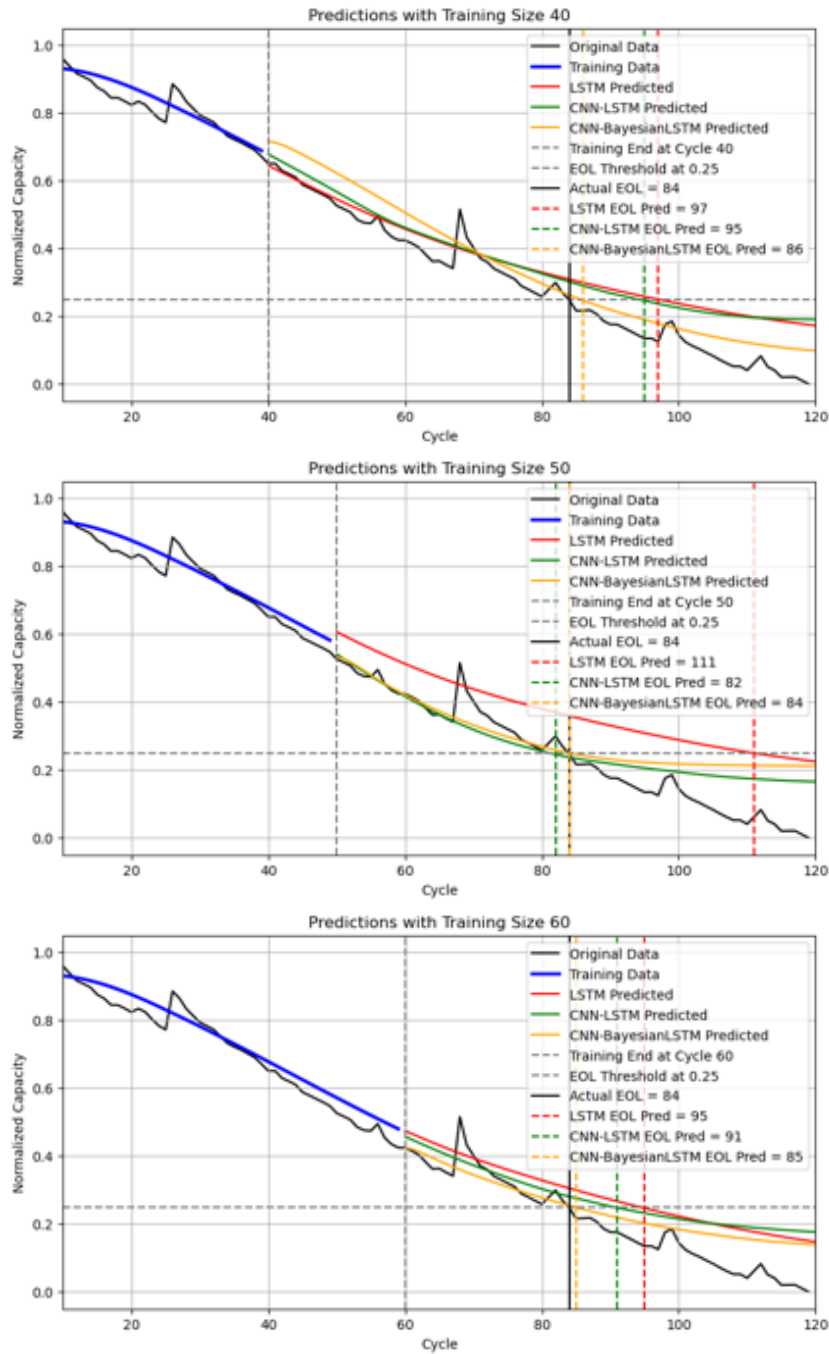 Predictions with Training Size 40
1.0
0.8
0.6
0.4
0.2
0.0
Normalized Capacity
Original Data
Training Data
LSTM Predicted
CNN-LSTM Predicted
CNN-BayesianLSTM Predicted
Training End at Cycle 40
EOL Threshold at 0.25
Actual EOL = 84
LSTM EOL Pred = 97
CNN-LSTM EOL Pred = 95
CNN-BayesianLSTM EOL Pred = 86
20 40 60 80 100 120
Cycle
Predictions with Training Size 50
1.0
0.8
0.6
0.4
0.2
0.0
Normalized Capacity
Original Data
Training Data
LSTM Predicted
CNN-LSTM Predicted
CNN-BayesianLSTM Predicted
Training End at Cycle 50
EOL Threshold at 0.25
Actual EOL = 84
LSTM EOL Pred = 111
CNN-LSTM EOL Pred = 82
CNN-BayesianLSTM EOL Pred = 84
20 40 60 80 100 120
Cycle
Predictions with Training Size 60
1.0
0.8
0.6
0.4
0.2
0.0
Normalized Capacity
Original Data
Training Data
LSTM Predicted
CNN-LSTM Predicted
CNN-BayesianLSTM Predicted
Training End at Cycle 60
EOL Threshold at 0.25
Actual EOL = 84
LSTM EOL Pred = 95
CNN-LSTM EOL Pred = 91
CNN-BayesianLSTM EOL Pred = 85
20 40 60 80 100 120
Cycle